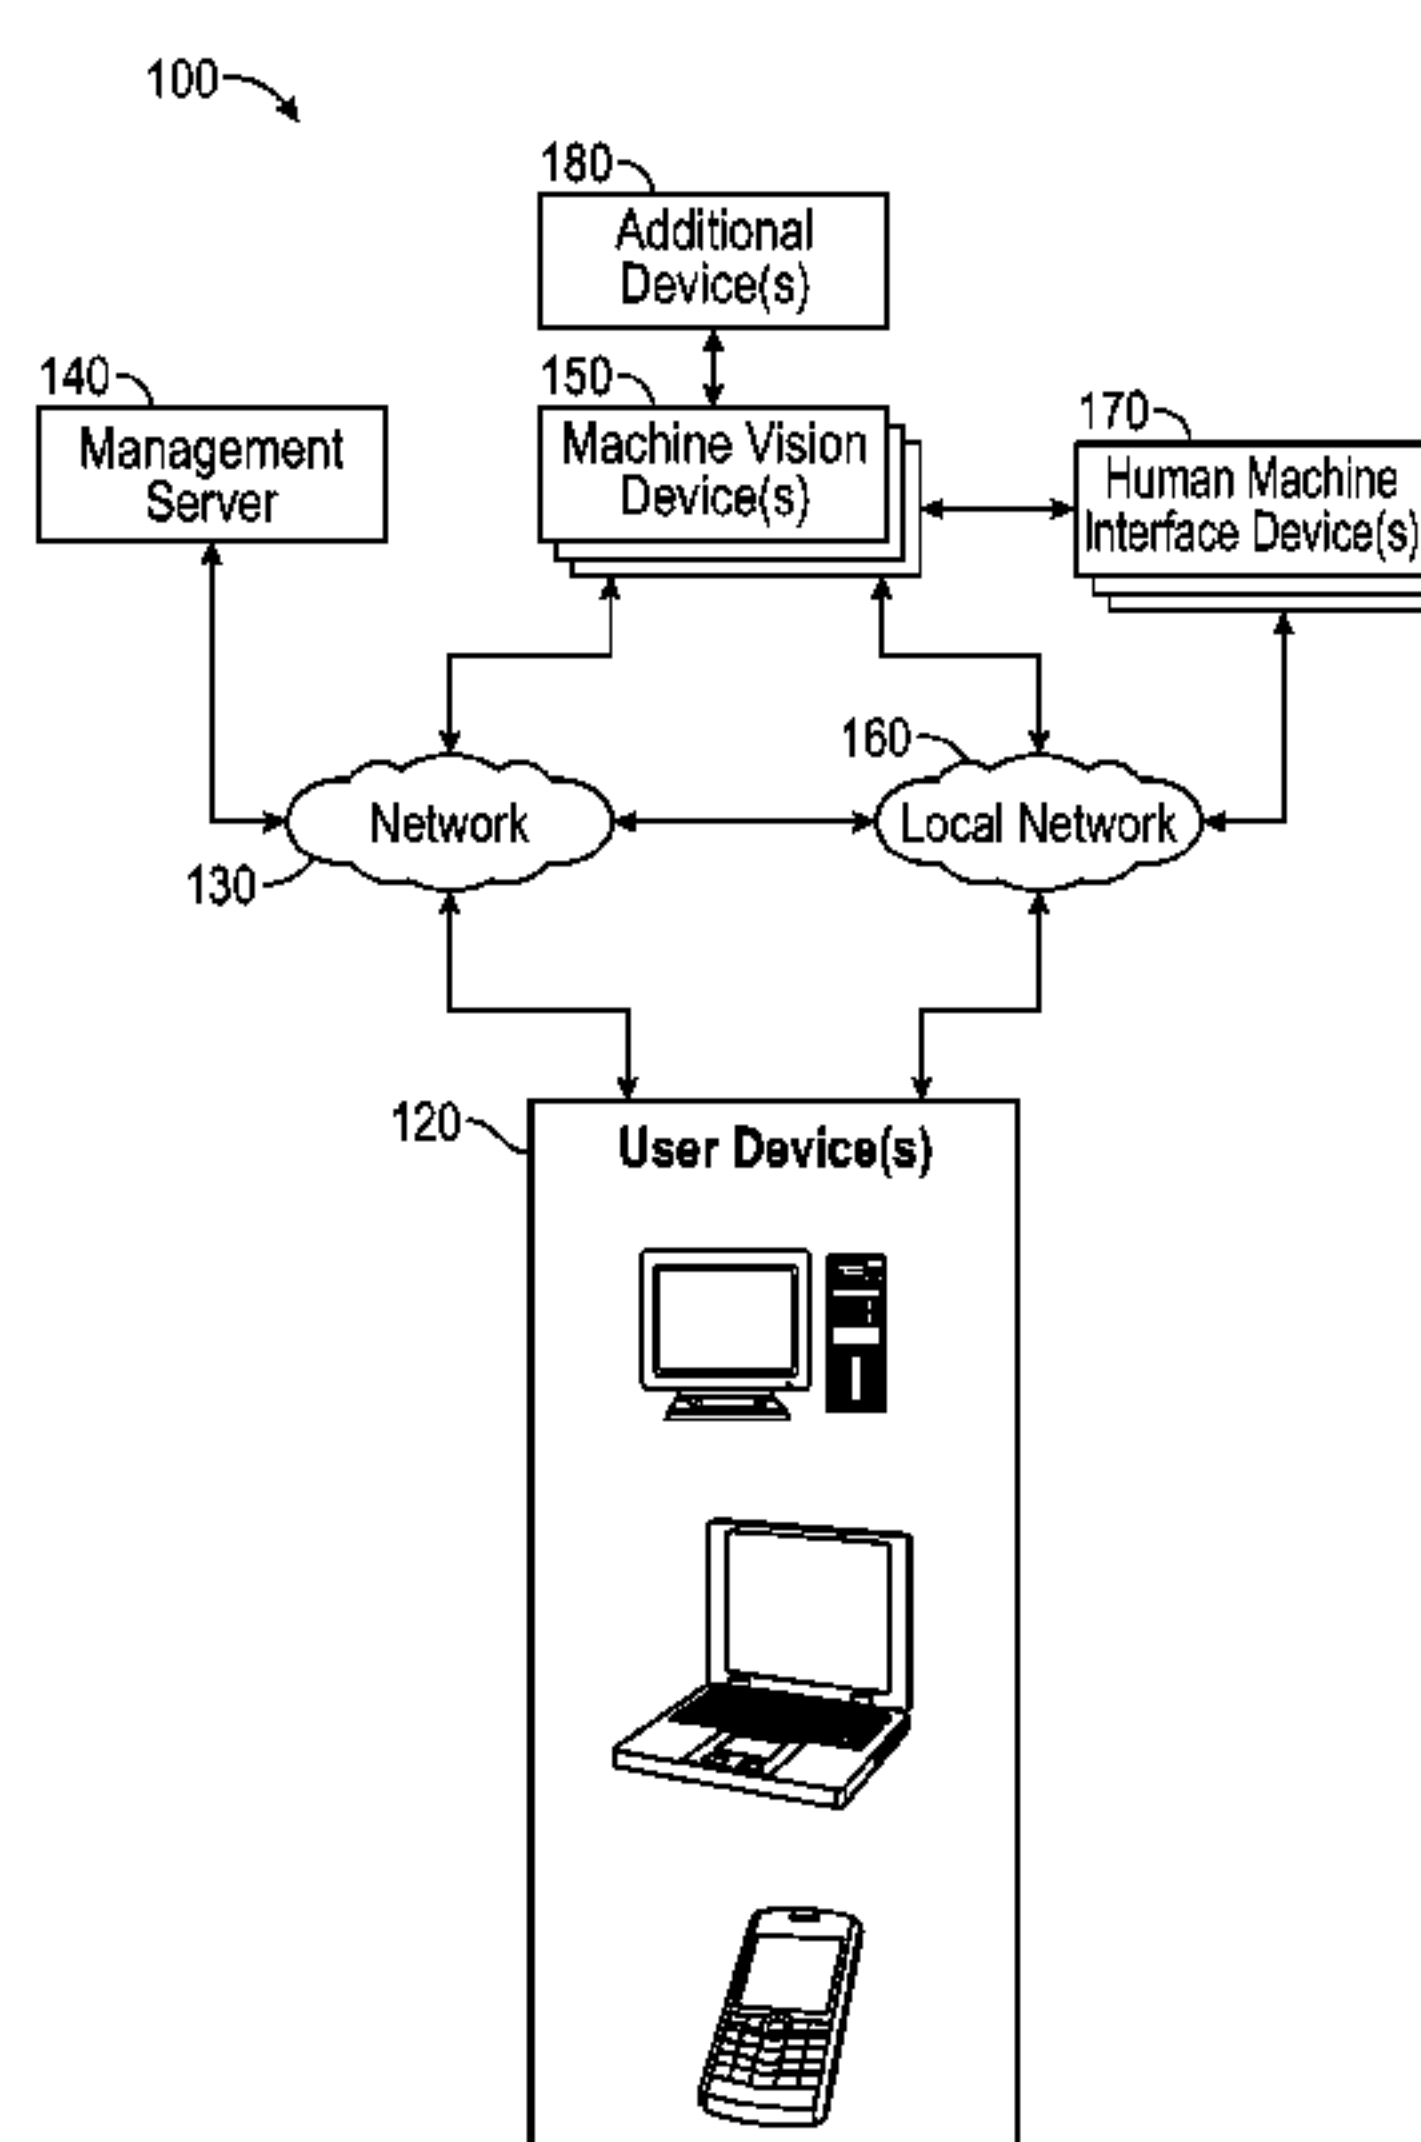 100
180
Additional
Device(s)
140
Management
Server
150
Machine Vision
Device(s)
170
Human Machine
Interface Device(s)
160
Network
Local Network
130
120
User Device(s)